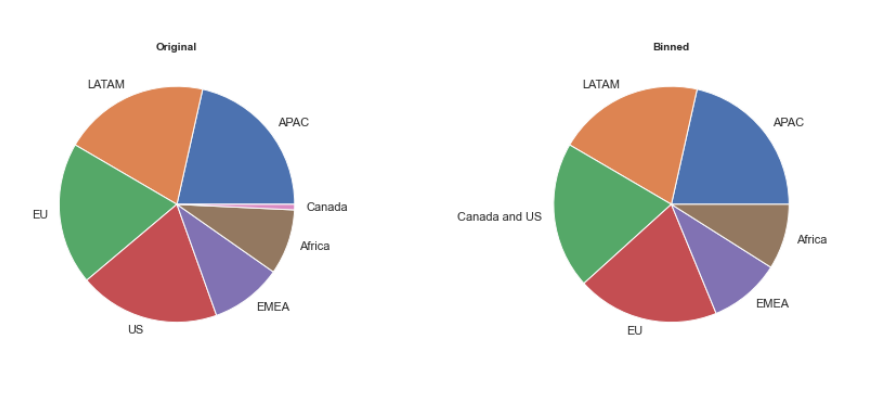 Original
LATAM
APAC
EU
Canada
Africa
EMEA
US
Binned
LATAM
APAC
Canada and US
Africa
EMEA
EU